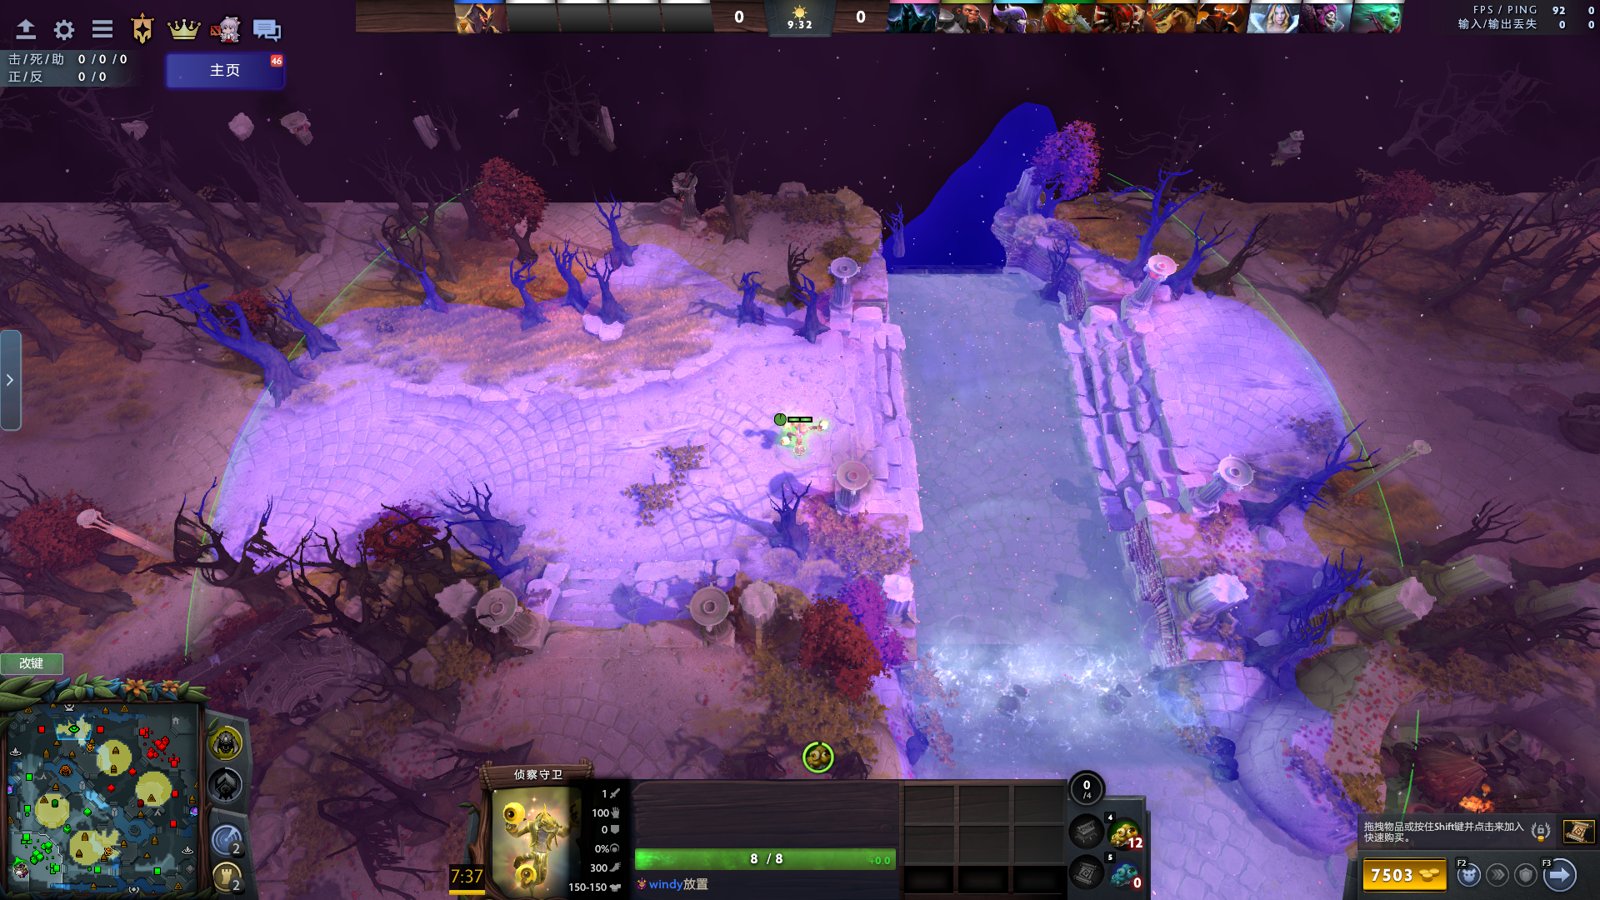 0
9:32
0
FPS / PING 92 0
输入/输出丢失 0 0
击/死/助 0 / 0 / 0
正/反 0 / 0
主页
46
改键
2
2
侦察守卫
1
100
0
0%
300
150-150
7:37
8 / 8
+0.0
windy放置
0
/4
4
12
5
0
拖拽物品或按住Shift键并点击来加入
快速购买。
7503
F2
F3